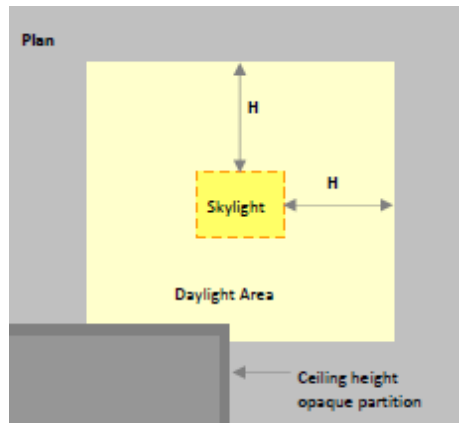 Plan
H
H
Skylight
Daylight Area
Ceiling height
opaque partition